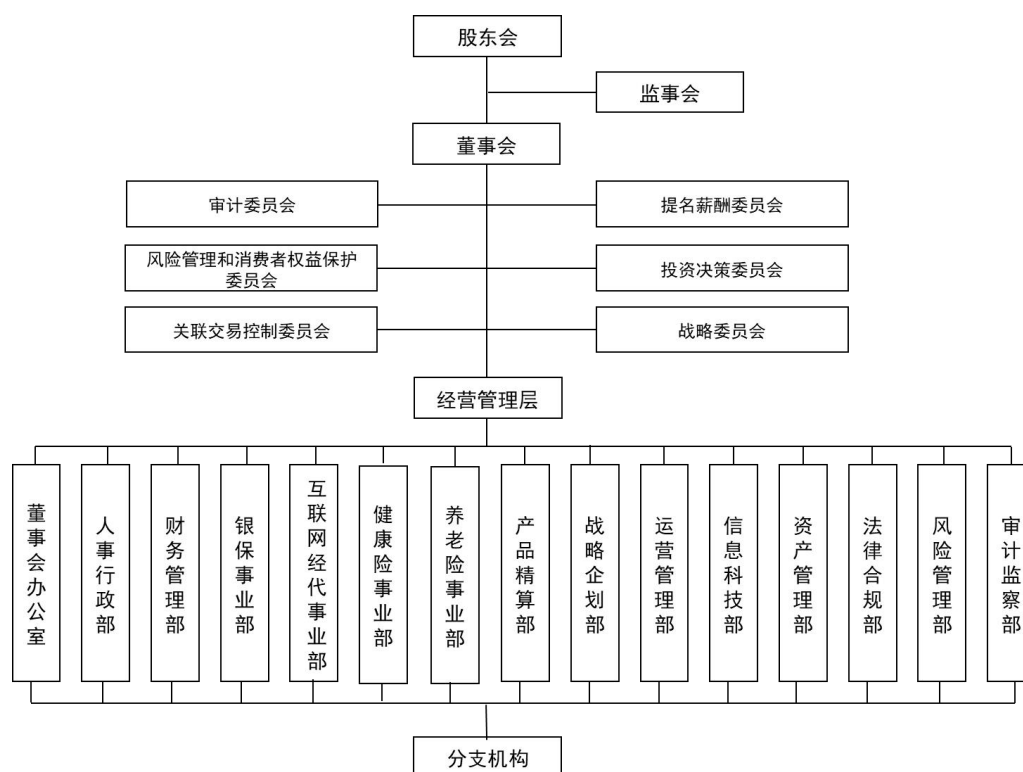 股东会
监事会
董事会
审计委员会
提名薪酬委员会
风险管理和消费者权益保护
委员会
投资决策委员会
关联交易控制委员会
战略委员会
经营管理层
董事会办公室
人事行政部
财务管理部
银保事业部
互联网经代事业部
健康险事业部
养老险事业部
产品精算部
战略企划部
运营管理部
信息科技部
资产管理部
法律合规部
风险管理部
审计监察部
分支机构